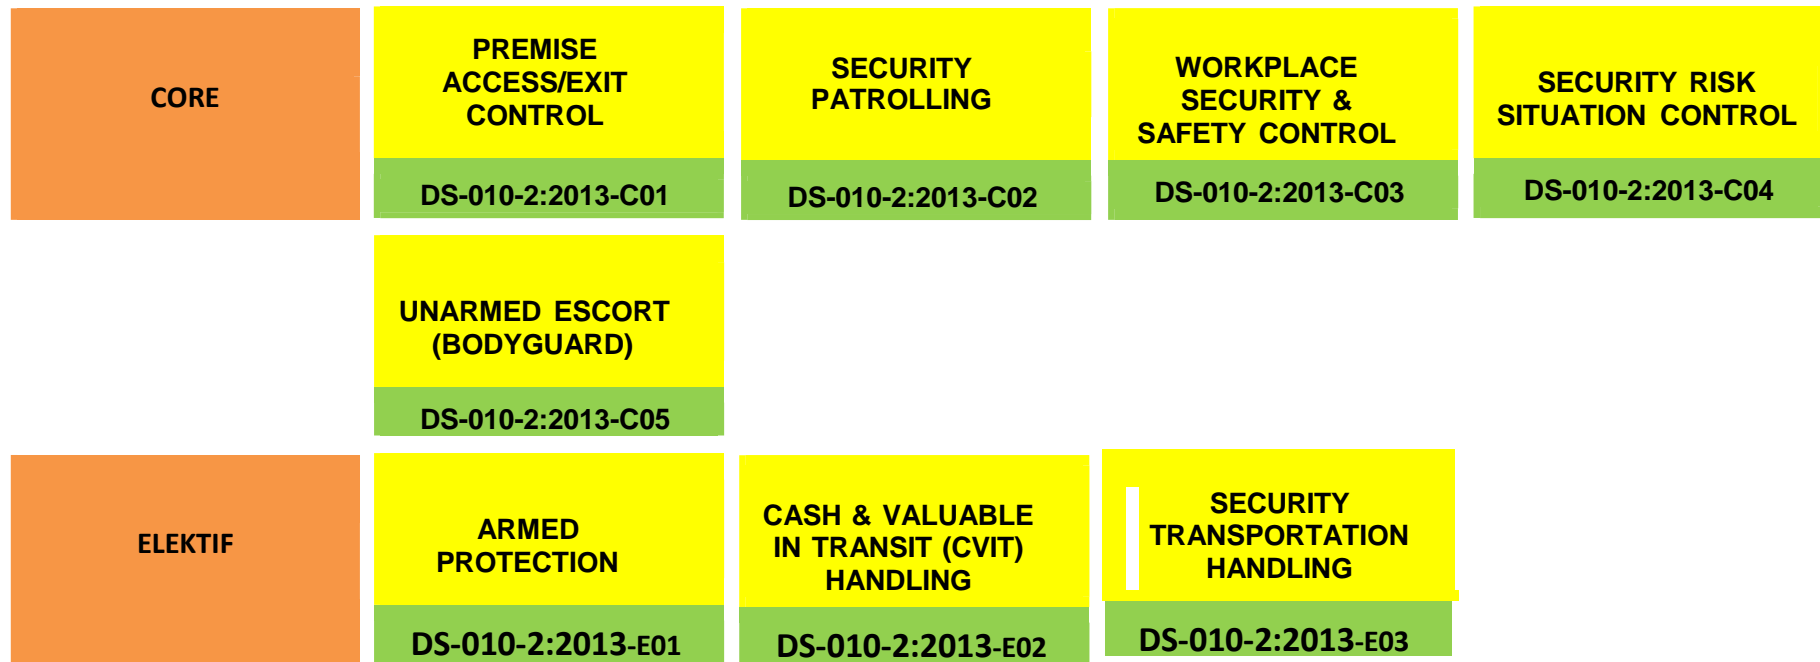 CORE
PREMISE
ACCESS/EXIT
CONTROL
DS-010-2:2013-C01
SECURITY
PATROLLING
DS-010-2:2013-C02
WORKPLACE
SECURITY &
SAFETY CONTROL
DS-010-2:2013-C03
SECURITY RISK
SITUATION CONTROL
DS-010-2:2013-C04
UNARMED ESCORT
(BODYGUARD)
DS-010-2:2013-C05
ELEKTIF
ARMED
PROTECTION
DS-010-2:2013-E01
CASH & VALUABLE
IN TRANSIT (CVIT)
HANDLING
DS-010-2:2013-E02
SECURITY
TRANSPORTATION
HANDLING
DS-010-2:2013-E03